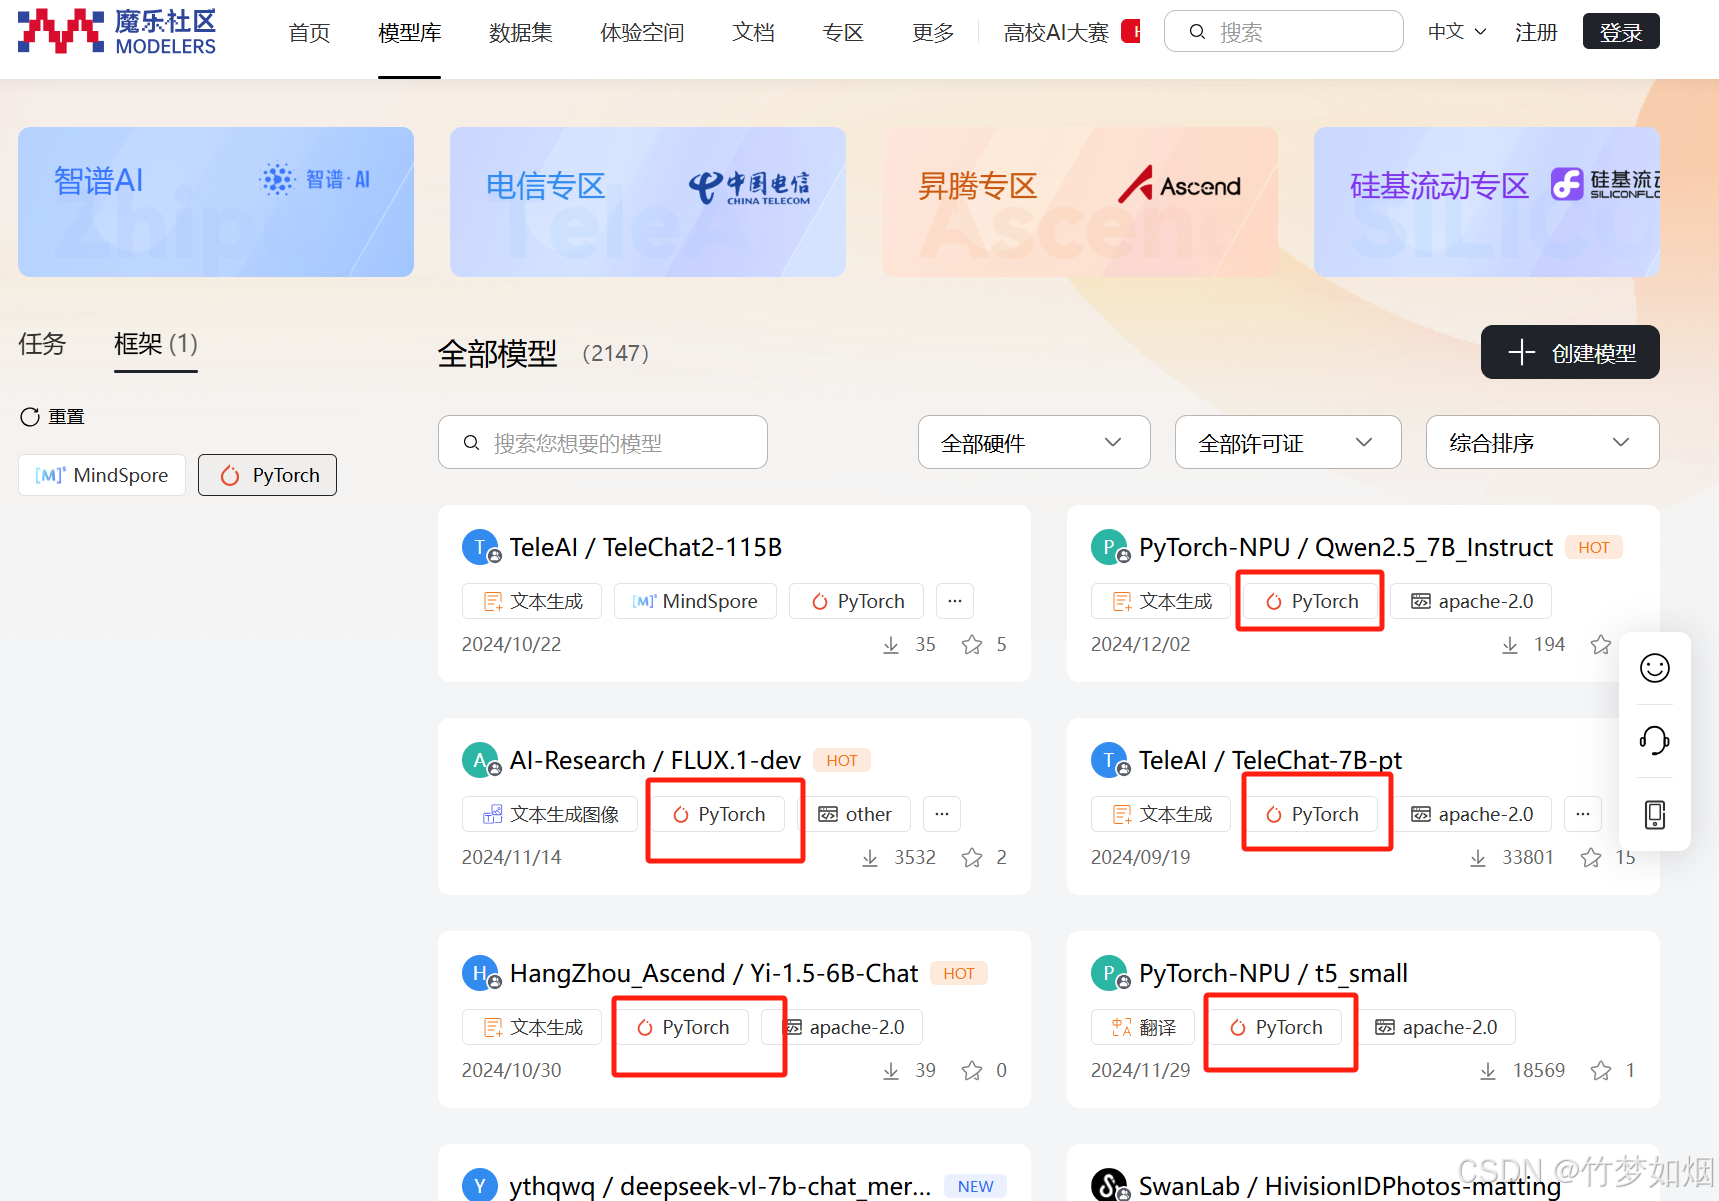 魔乐社区
MODELERS
首页 模型库 数据集 体验空间 文档 专区 更多 高校AI大赛 搜索 中文 注册 登录
智谱AI 智谱·AI
电信专区 中国电信
CHINA TELECOM
昇腾专区 Ascend
硅基流动专区
TeleA
Ascend
任务 框架 (1)
全部模型 (2147)
创建模型
重置
搜索您想要的模型 全部硬件 全部许可证 综合排序
[M]s MindSpore PyTorch
T TeleAI / TeleChat2-115B
文本生成 [M]s MindSpore PyTorch ...
2024/10/22 35 5
P PyTorch-NPU / Qwen2.5_7B_Instruct HOT
文本生成 PyTorch apache-2.0
2024/12/02 194
A AI-Research / FLUX.1-dev HOT
文本生成图像 PyTorch other ...
2024/11/14 3532 2
T TeleAI / TeleChat-7B-pt
文本生成 PyTorch apache-2.0 ...
2024/09/19 33801 15
H HangZhou_Ascend / Yi-1.5-6B-Chat HOT
文本生成 PyTorch apache-2.0
2024/10/30 39 0
P PyTorch-NPU / t5_small
翻译 PyTorch apache-2.0
2024/11/29 18569 1
Y ythqwq / deepseek-vl-7b-chat_mer... NEW
SwanLab / HivisionIDPhotos-matting
CSDN @竹梦如烟